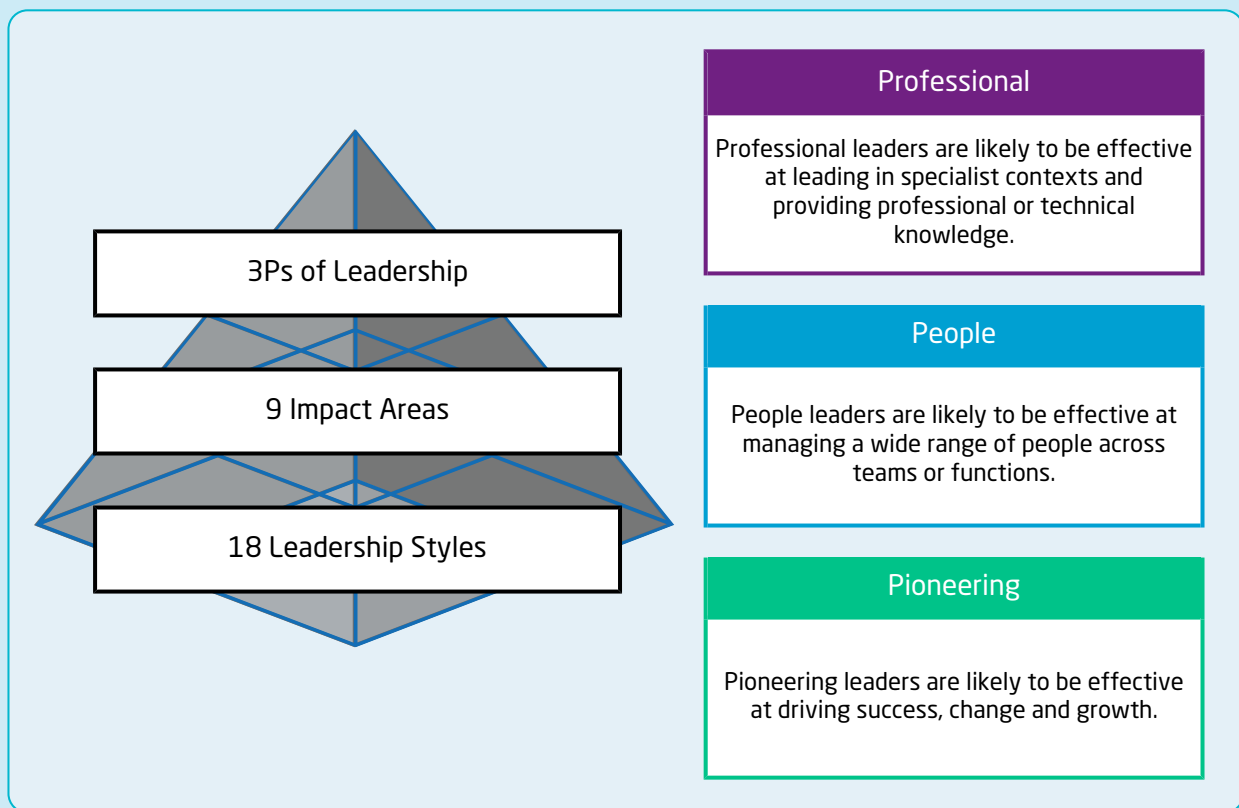 3Ps of Leadership
9 Impact Areas
18 Leadership Styles
Professional
Professional leaders are likely to be effective
at leading in specialist contexts and
providing professional or technical
knowledge.
People
People leaders are likely to be effective at
managing a wide range of people across
teams or functions.
Pioneering
Pioneering leaders are likely to be effective
at driving success, change and growth.